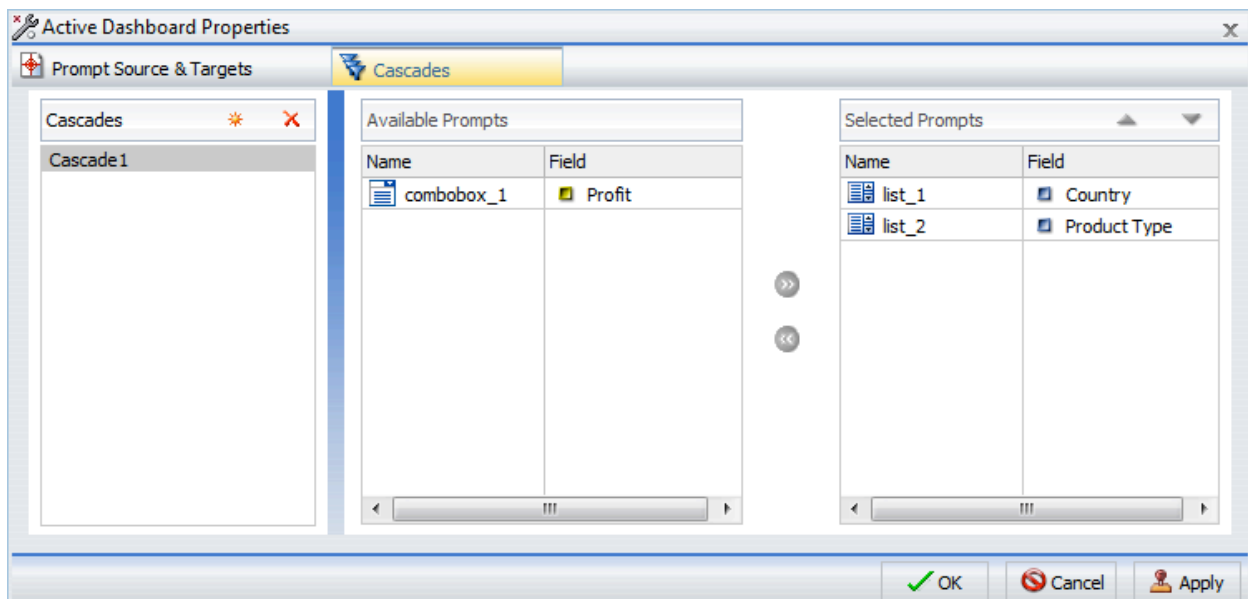 Active Dashboard Properties
Prompt Source & Targets
Cascades
Cascades
Available Prompts
Selected Prompts
Cascade1
Name Field
combobox_1 Profit
Name Field
list_1 Country
list_2 Product Type
OK
Cancel
Apply